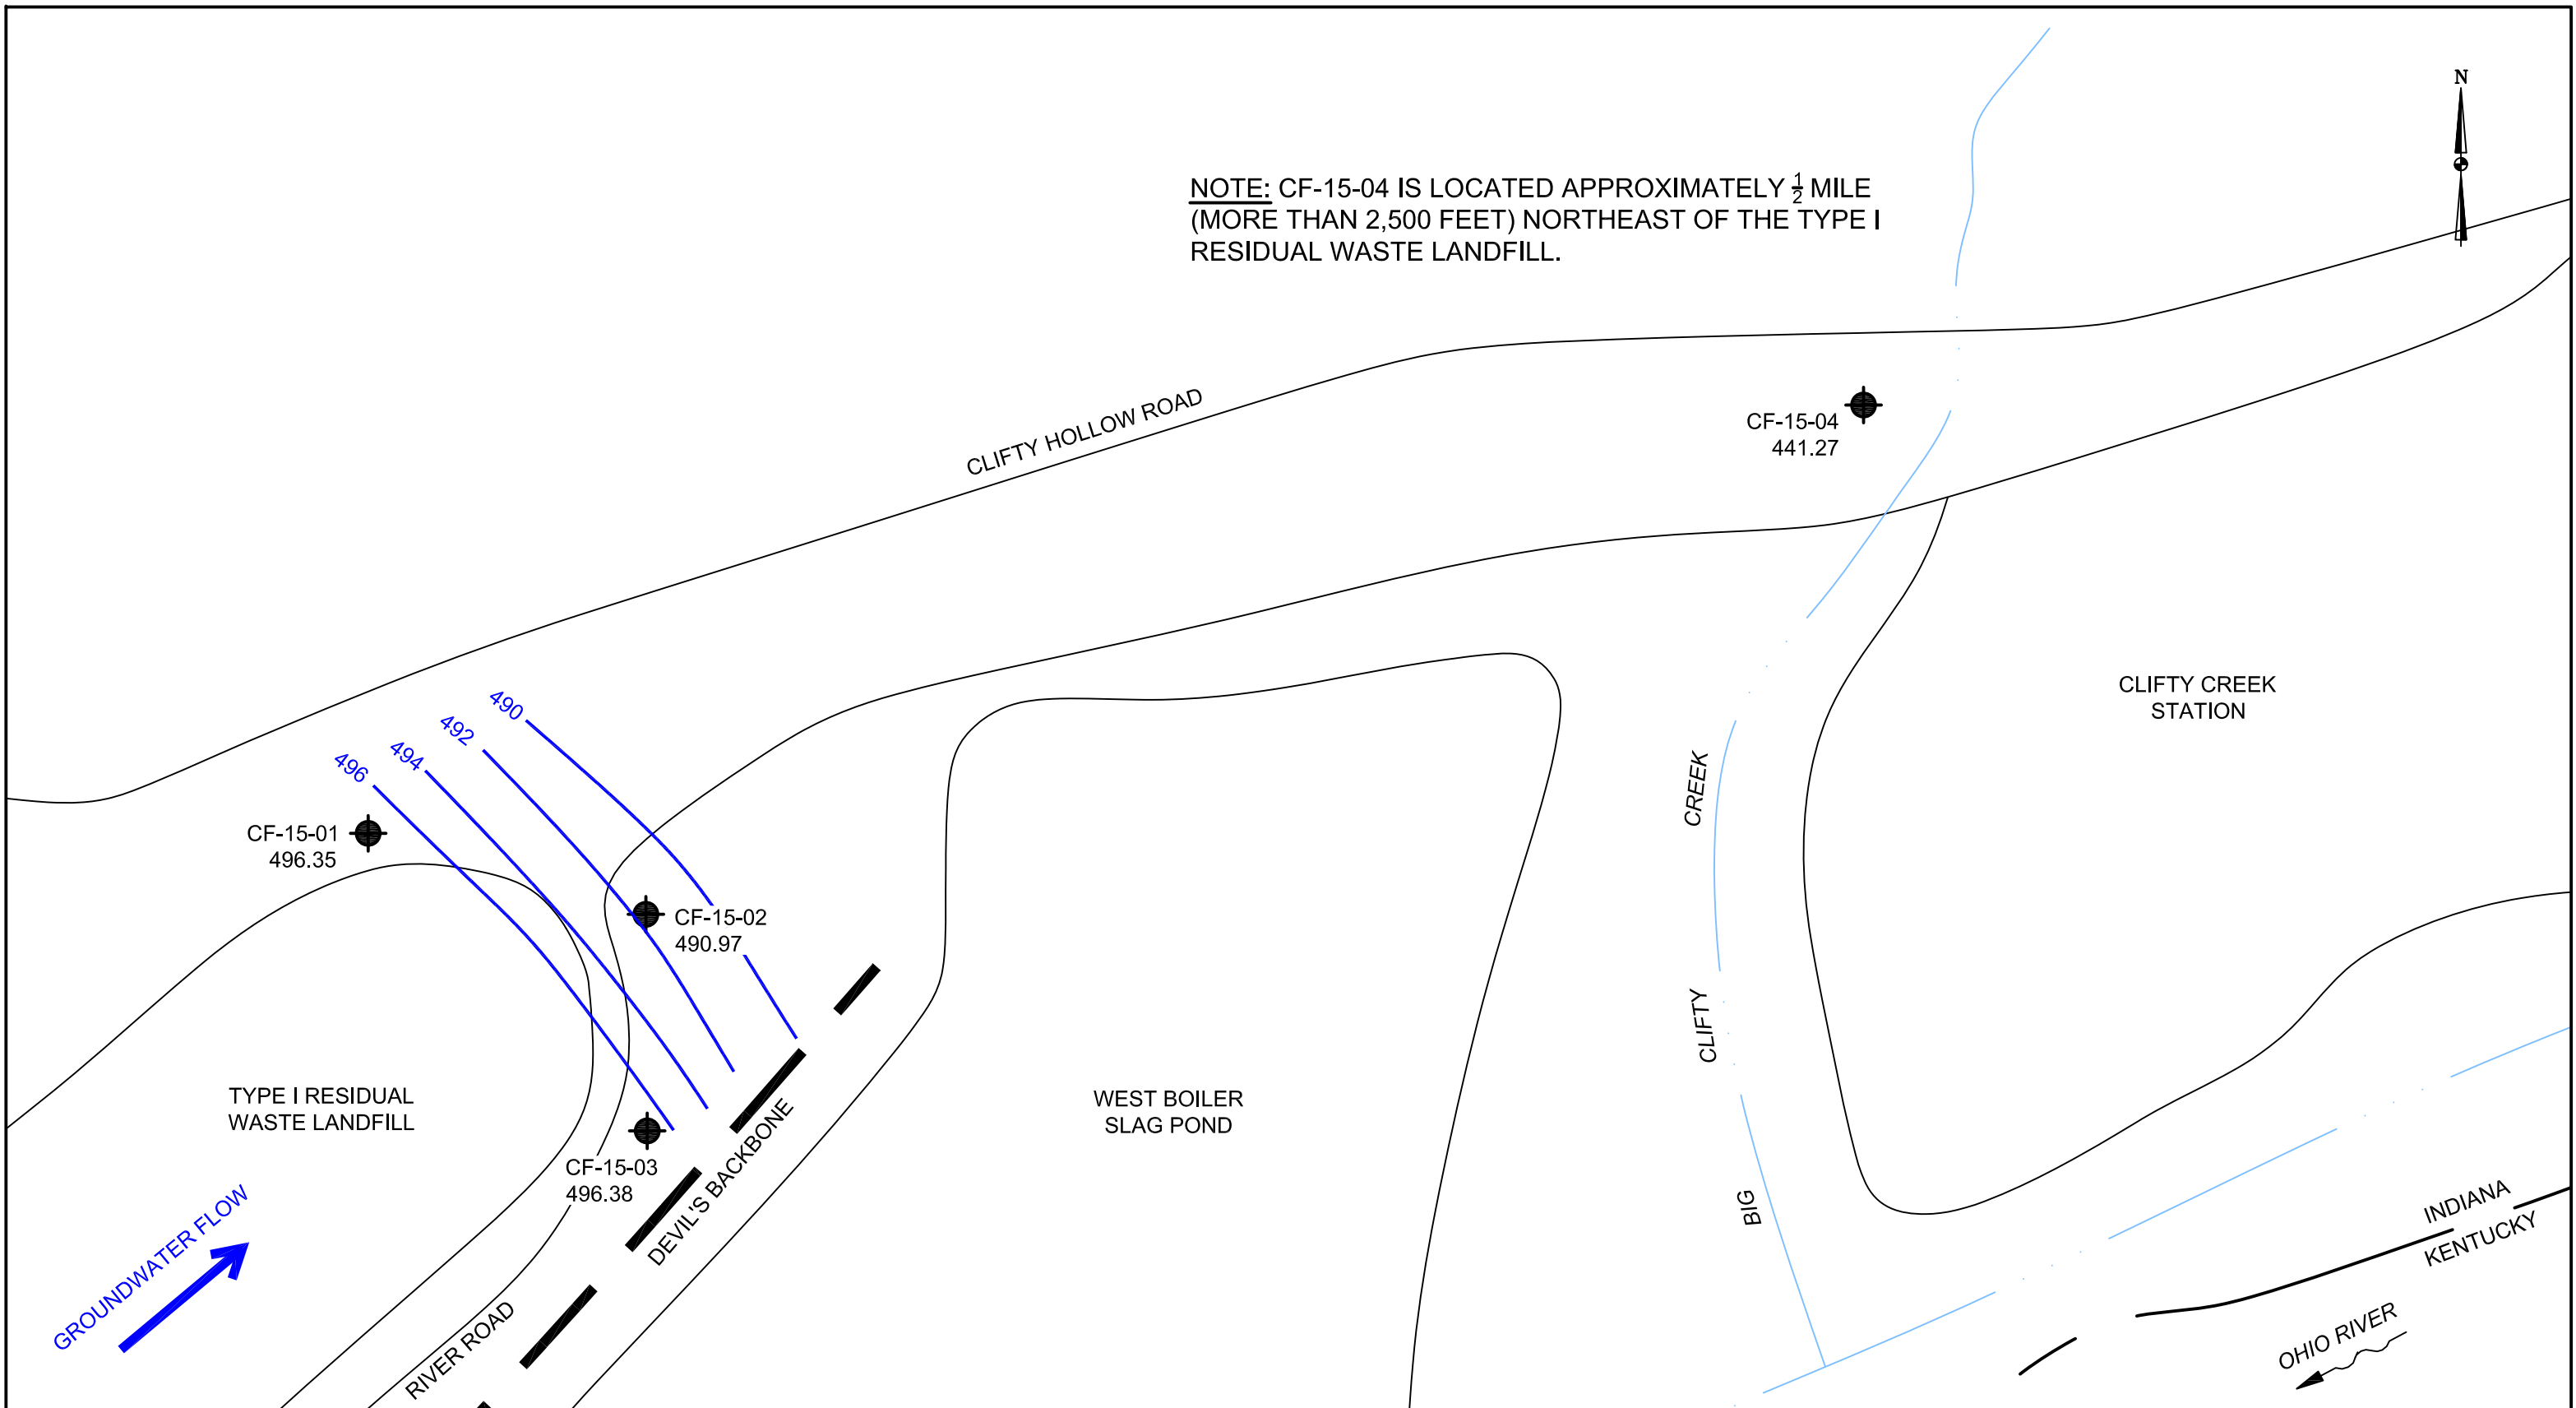 N
NOTE: CF-15-04 IS LOCATED APPROXIMATELY 1/2 MILE
(MORE THAN 2,500 FEET) NORTHEAST OF THE TYPE I
RESIDUAL WASTE LANDFILL.
CLIFTY HOLLOW ROAD
CF-15-04
441.27
CLIFTY CREEK
STATION
490
492
494
496
CF-15-01
496.35
CF-15-02
490.97
CF-15-03
496.38
TYPE I RESIDUAL
WASTE LANDFILL
WEST BOILER
SLAG POND
DEVIL'S BACKBONE
RIVER ROAD
GROUNDWATER FLOW
BIG CLIFTY CREEK
INDIANA
KENTUCKY
OHIO RIVER